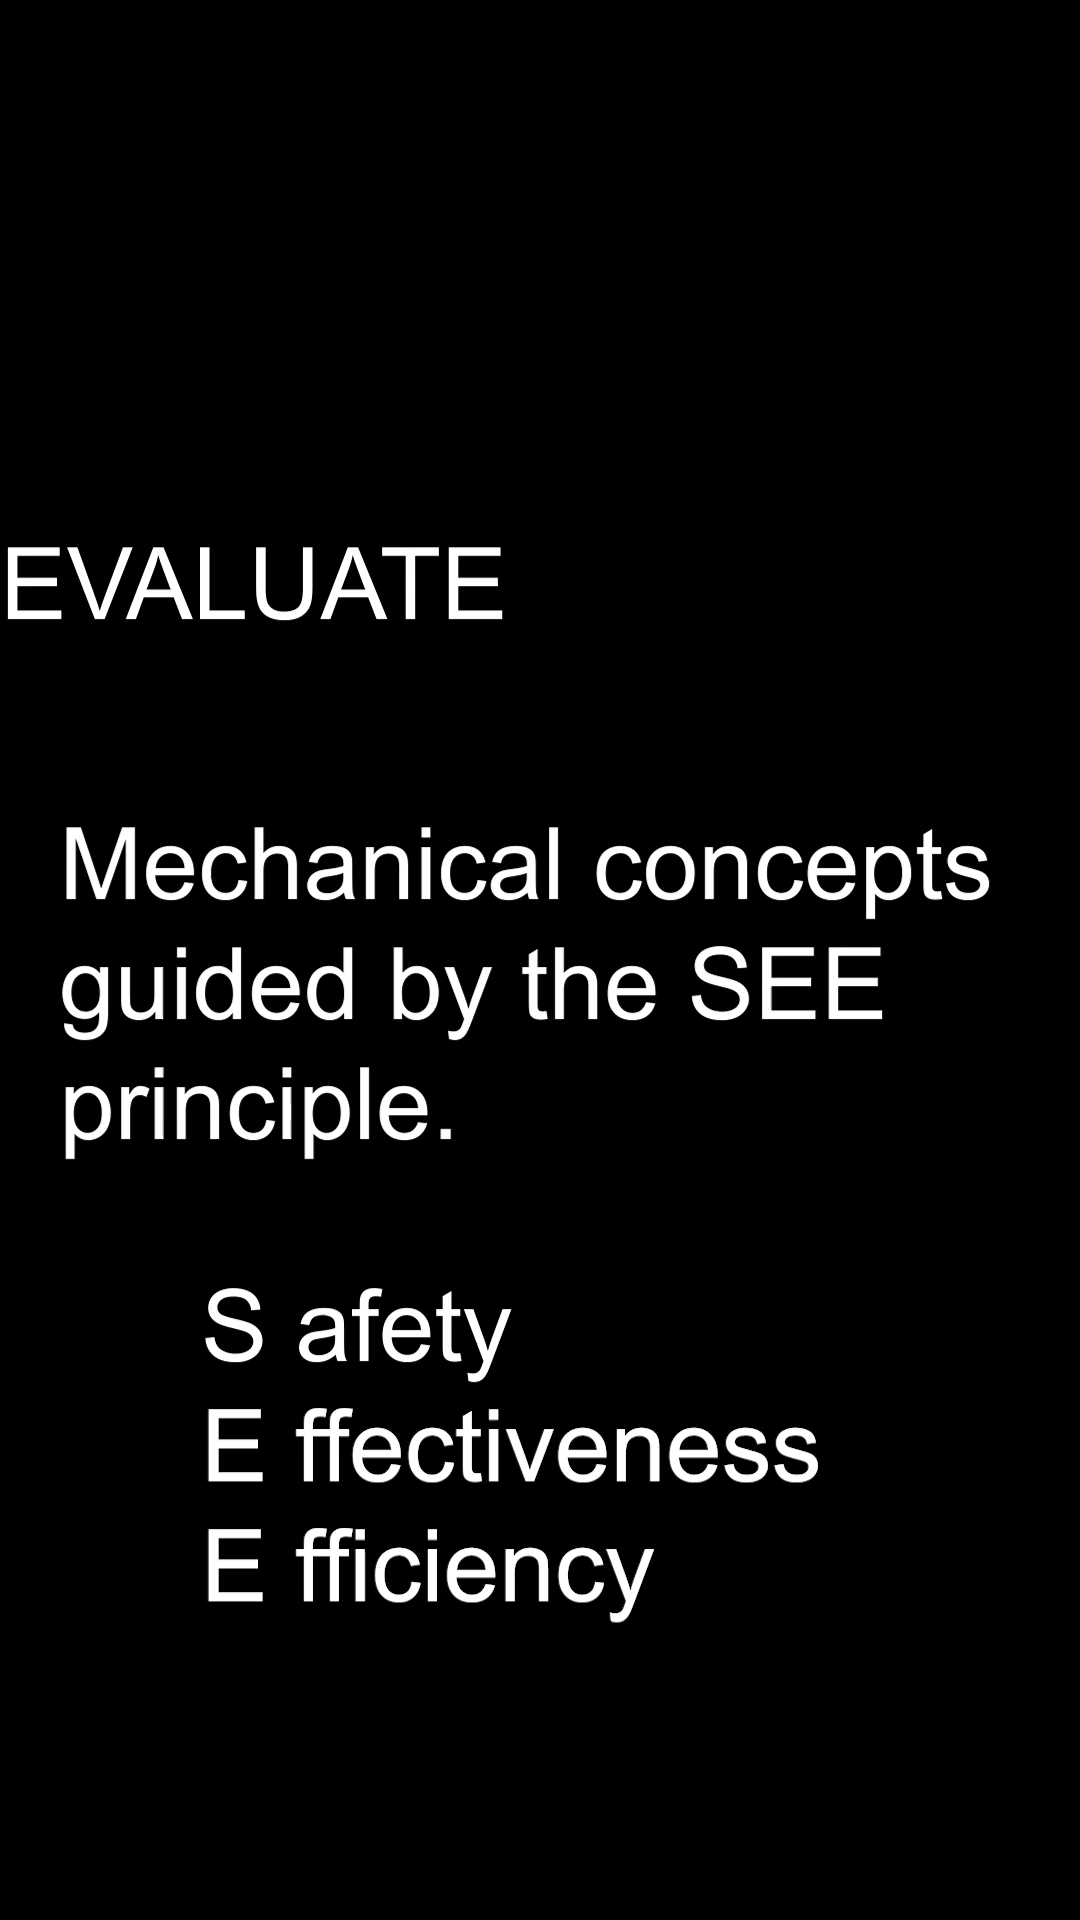 EVALUATE
Mechanical concepts
guided by the SEE
principle.
S afety
E ffectiveness
E fficiency